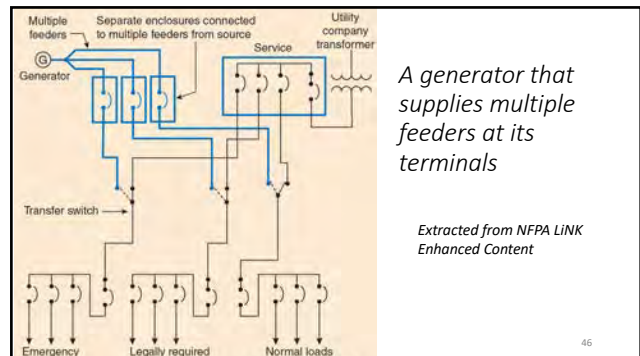 Multiple
feeders
Separate enclosures connected
to multiple feeders from source
Utility
company
transformer
Service
G
Generator
Transfer switch
Emergency
Legally required
Normal loads
A generator that
supplies multiple
feeders at its
terminals
Extracted from NFPA LiNK
Enhanced Content
46